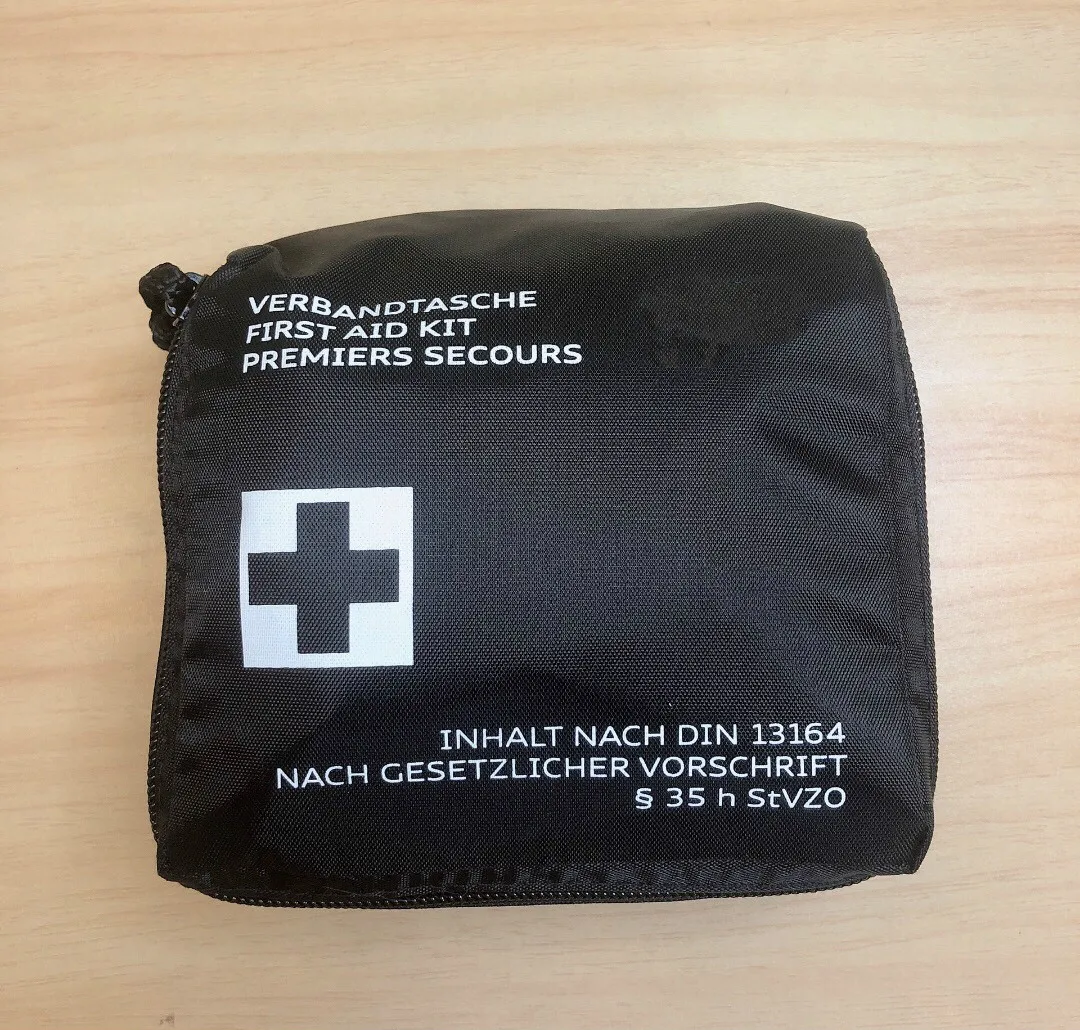 VERBANDTASCHE
FIRST AID KIT
PREMIERS SECOURS
INHALT NACH DIN 13164
NACH GESETZLICHER VORSCHRIFT
§ 35 h StVZO